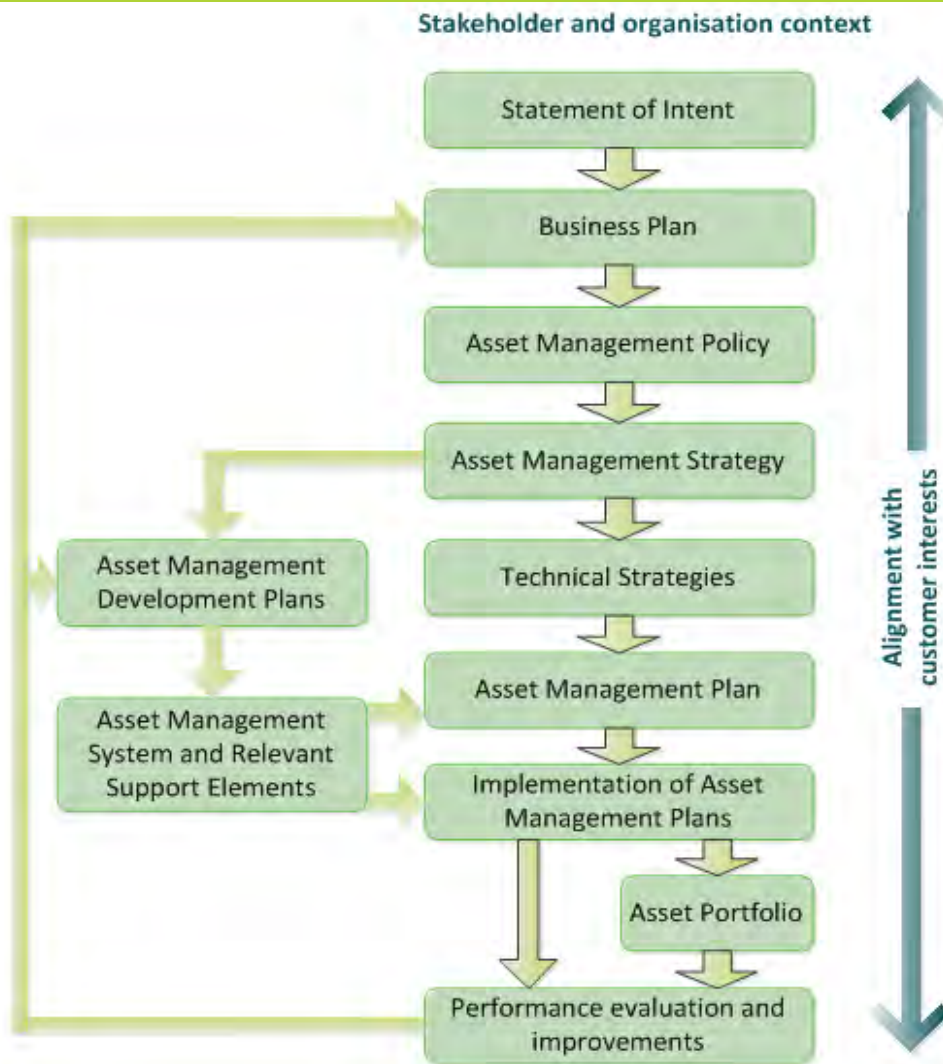 Stakeholder and organisation context
Statement of Intent
Business Plan
Asset Management Policy
Asset Management Strategy
Asset Management
Development Plans
Technical Strategies
Asset Management Plan
Asset Management
System and Relevant
Support Elements
Implementation of Asset
Management Plans
Asset Portfolio
Performance evaluation and
improvements
Alignment with
customer interests